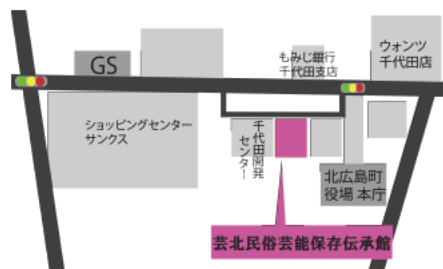 GS
もみじ銀行
千代田支店
ウォンツ
千代田店
ショッピングセンター
サンクス
千代田開発
センター
北広島町
役場 本庁
芸北民俗芸能保存伝承館